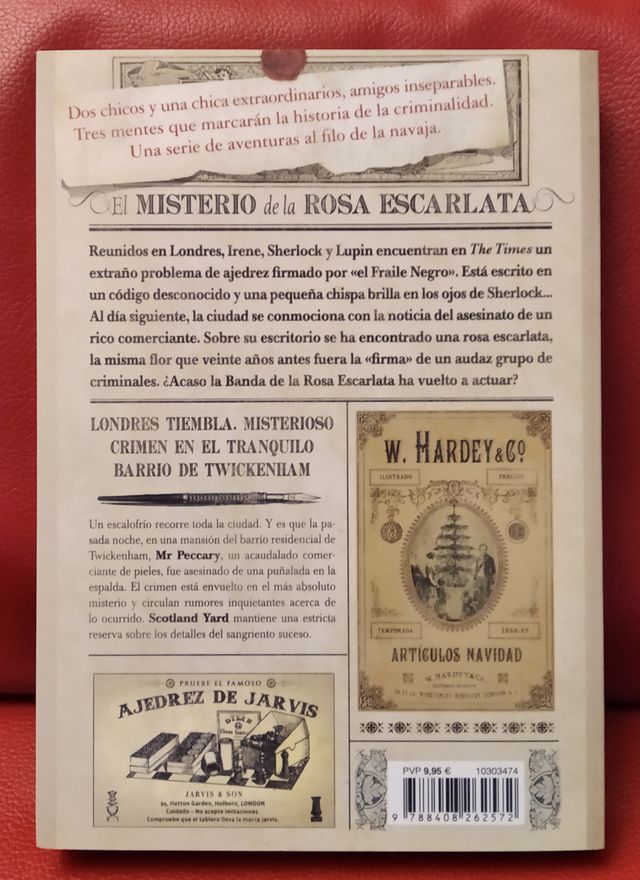 Dos chicos y una chica extraordinarios, amigos inseparables.
Tres mentes que marcarán la historia de la criminalidad.
Una serie de aventuras al filo de la navaja.
El MISTERIO de la ROSA ESCARLATA
Reunidos en Londres, Irene, Sherlock y Lupin encuentran en The Times un
extraño problema de ajedrez firmado por «el Fraile Negro». Está escrito en
un código desconocido y una pequeña chispa brilla en los ojos de Sherlock...
Al día siguiente, la ciudad se conmociona con la noticia del asesinato de un
rico comerciante. Sobre su escritorio se ha encontrado una rosa escarlata,
la misma flor que veinte años antes fuera la «firma» de un audaz grupo de
criminales. ¿Acaso la Banda de la Rosa Escarlata ha vuelto a actuar?
LONDRES TIEMBLA. MISTERIOSO
CRIMEN EN EL TRANQUILO
BARRIO DE TWICKENHAM
Un escalofrío recorre toda la ciudad. Y es que la pa-
sada noche, en una mansión del barrio residencial de
Twickenham, Mr Peccary, un acaudalado comer-
ciante de pieles, fue asesinado de una puñalada en la
espalda. El crimen está envuelto en el más absoluto
misterio y circulan rumores inquietantes acerca de
lo ocurrido. Scotland Yard mantiene una estricta
reserva sobre los detalles del sangriento suceso.
W. HARDEY & Co
ILUSTRADO PRECIOS
TEMPORADA 1868-69
ARTÍCULOS NAVIDAD
W. HARDEY & Co.
PRUEBE EL FAMOSO
AJEDREZ DE JARVIS
DIME
Chess
JARVIS & SON
94, Hatton Garden, Holborn, LONDON
Cuidado - No acepte imitaciones.
Compruebe que el tablero lleva la marca Jarvis.
PVP 9,95 € 10303474
9 788408 262572